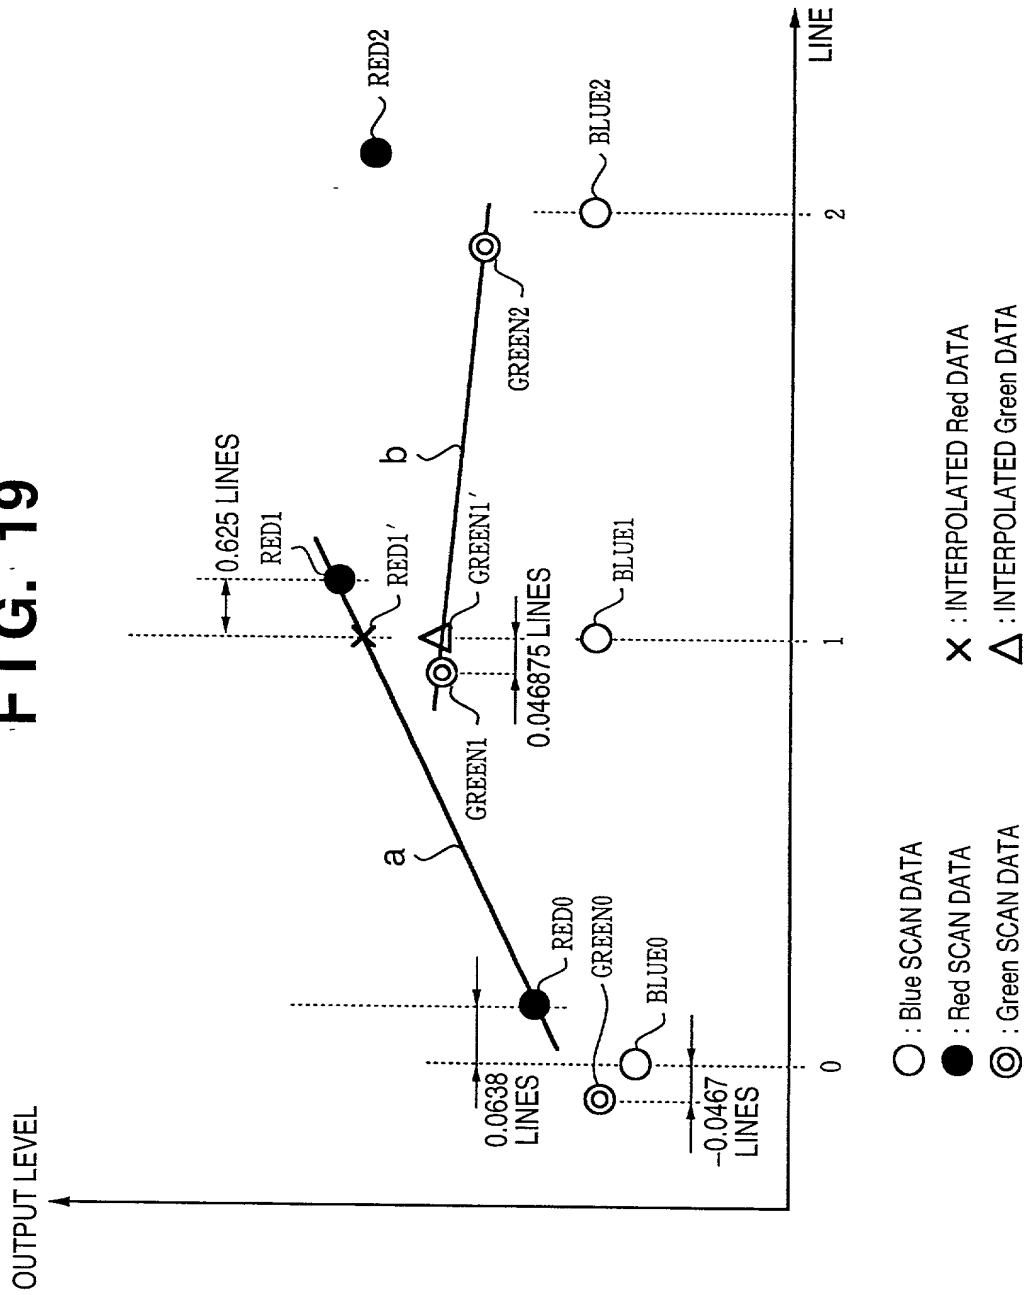 FIG. 19
OUTPUT LEVEL
0.625 LINES
RED1
RED2
RED1′
a
b
GREEN1′
GREEN1
0.046875 LINES
GREEN2
0.0638
LINES
RED0
GREEN0
BLUE0
BLUE1
BLUE2
−0.0467
LINES
0
1
2
LINE
: Blue SCAN DATA
: Red SCAN DATA
: Green SCAN DATA
: INTERPOLATED Red DATA
: INTERPOLATED Green DATA